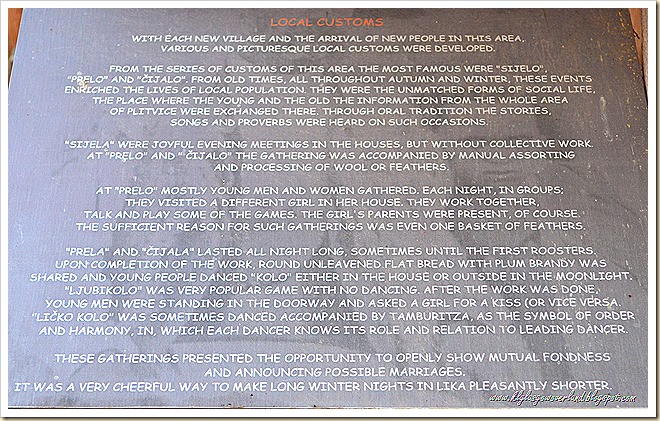 LOCAL CUSTOMS
WITH EACH NEW VILLAGE AND THE ARRIVAL OF NEW PEOPLE IN THIS AREA,
VARIOUS AND PICTURESQUE LOCAL CUSTOMS WERE DEVELOPED.
FROM THE SERIES OF CUSTOMS OF THIS AREA THE MOST FAMOUS WERE "SIJELO",
"PRELO" AND "ČIJALO". FROM OLD TIMES, ALL THROUGHOUT AUTUMN AND WINTER, THESE EVENTS
ENRICHED THE LIVES OF LOCAL POPULATION. THEY WERE THE UNMATCHED FORMS OF SOCIAL LIFE,
THE PLACE WHERE THE YOUNG AND THE OLD THE INFORMATION FROM THE WHOLE AREA
OF PLITVICE WERE EXCHANGED THERE. THROUGH ORAL TRADITION THE STORIES,
SONGS AND PROVERBS WERE HEARD ON SUCH OCCASIONS.
"SIJELA" WERE JOYFUL EVENING MEETINGS IN THE HOUSES, BUT WITHOUT COLLECTIVE WORK.
AT "PRELO" AND " ČIJALO" THE GATHERING WAS ACCOMPANIED BY MANUAL ASSORTING
AND PROCESSING OF WOOL OR FEATHERS.
AT "PRELO" MOSTLY YOUNG MEN AND WOMEN GATHERED. EACH NIGHT, IN GROUPS;
THEY VISITED A DIFFERENT GIRL IN HER HOUSE. THEY WORK TOGETHER,
TALK AND PLAY SOME OF THE GAMES. THE GIRL'S PARENTS WERE PRESENT, OF COURSE.
THE SUFFICIENT REASON FOR SUCH GATHERINGS WAS EVEN ONE BASKET OF FEATHERS.
"PRELA" AND "ČIJALA" LASTED ALL NIGHT LONG, SOMETIMES UNTIL THE FIRST ROOSTERS.
UPON COMPLETION OF THE WORK, ROUND UNLEAVENED FLAT BREAD WITH PLUM BRANDY WAS
SHARED AND YOUNG PEOPLE DANCED "KOLO" EITHER IN THE HOUSE OR OUTSIDE IN THE MOONLIGHT.
"LJUBIKOLO" WAS VERY POPULAR GAME WITH NO DANCING. AFTER THE WORK WAS DONE,
YOUNG MEN WERE STANDING IN THE DOORWAY AND ASKED A GIRL FOR A KISS (OR VICE VERSA.
"LIČKO KOLO" WAS SOMETIMES DANCED ACCOMPANIED BY TAMBURITZA, AS THE SYMBOL OF ORDER
AND HARMONY, IN, WHICH EACH DANCER KNOWS ITS ROLE AND RELATION TO LEADING DANCER.
THESE GATHERINGS PRESENTED THE OPPORTUNITY TO OPENLY SHOW MUTUAL FONDNESS
AND ANNOUNCING POSSIBLE MARRIAGES.
IT WAS A VERY CHEERFUL WAY TO MAKE LONG WINTER NIGHTS IN LIKA PLEASANTLY SHORTER.